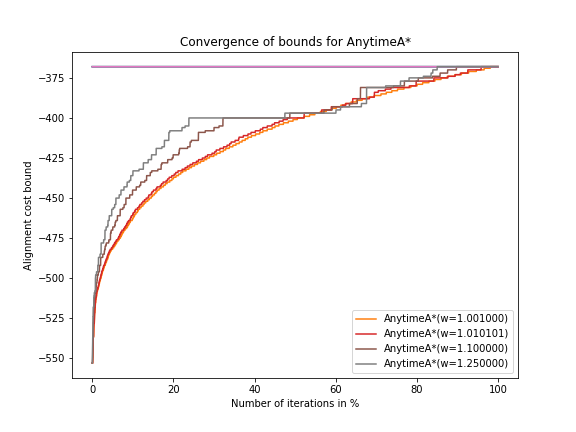 Convergence of bounds for AnytimeA*
Alignment cost bound
−375
−400
−425
−450
−475
−500
−525
−550
AnytimeA*(w=1.001000)
AnytimeA*(w=1.010101)
AnytimeA*(w=1.100000)
AnytimeA*(w=1.250000)
0 20 40 60 80 100
Number of iterations in %